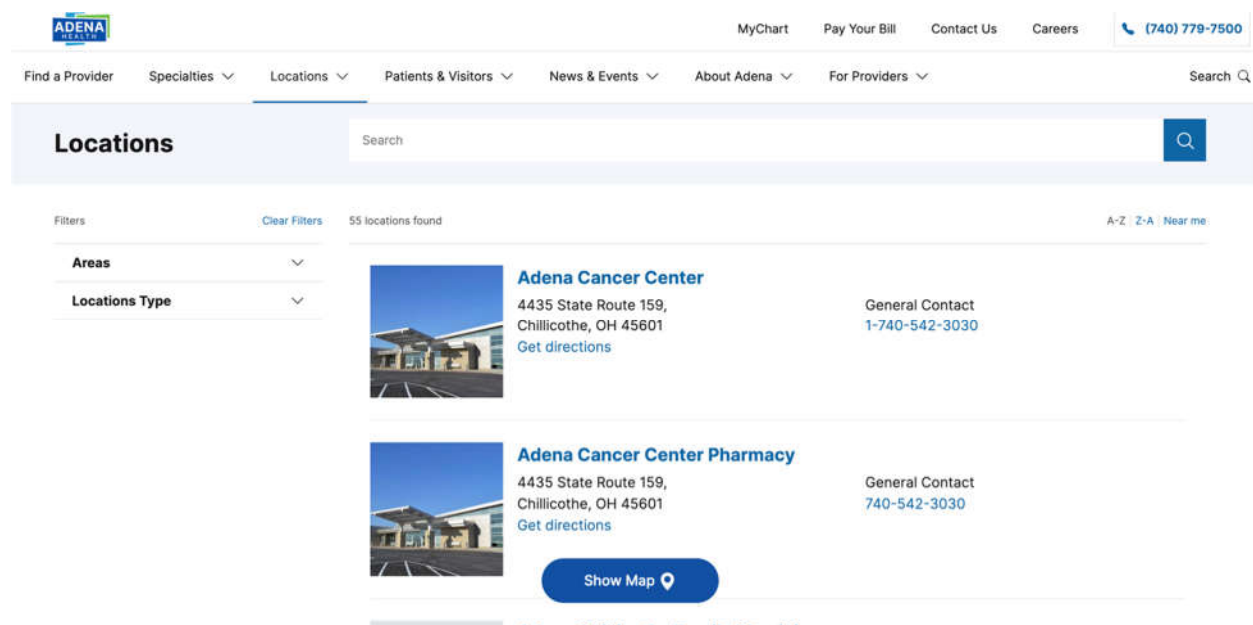 ADENA
HEALTH
MyChart Pay Your Bill Contact Us Careers (740) 779-7500
Find a Provider Specialties Locations Patients & Visitors News & Events About Adena For Providers Search
Locations
Search
Filters Clear Filters 55 locations found A-Z Z-A Near me
Areas
Locations Type
Adena Cancer Center
4435 State Route 159,
Chillicothe, OH 45601
Get directions
General Contact
1-740-542-3030
Adena Cancer Center Pharmacy
4435 State Route 159,
Chillicothe, OH 45601
Get directions
General Contact
740-542-3030
Show Map